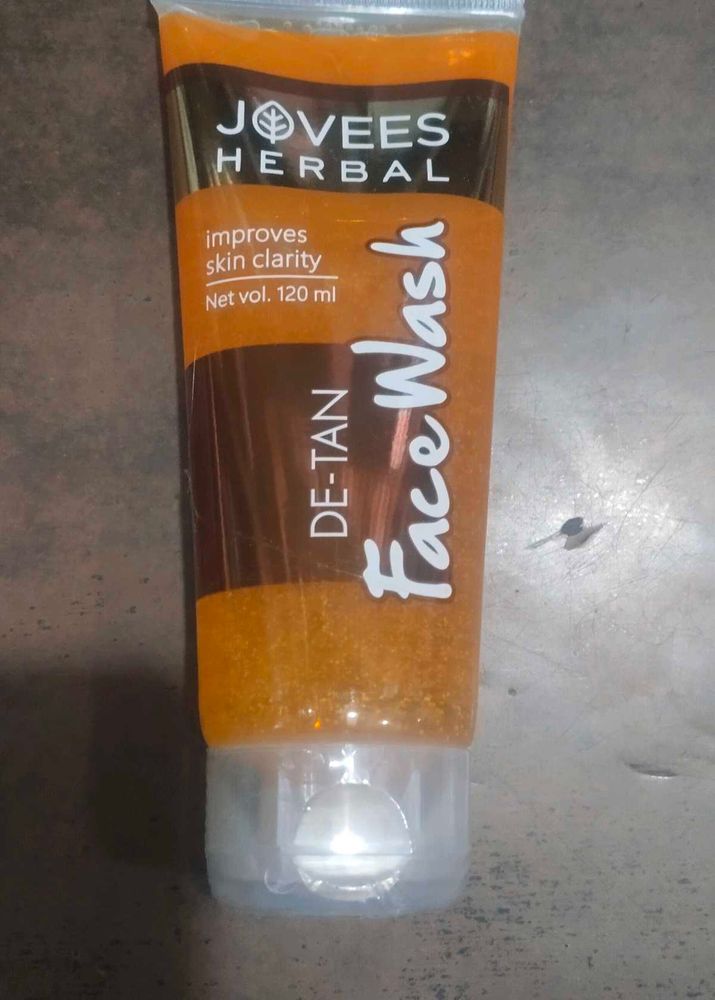 JOVEES
HERBAL
improves
skin clarity
Net vol. 120 ml
DE-TAN
Face Wash